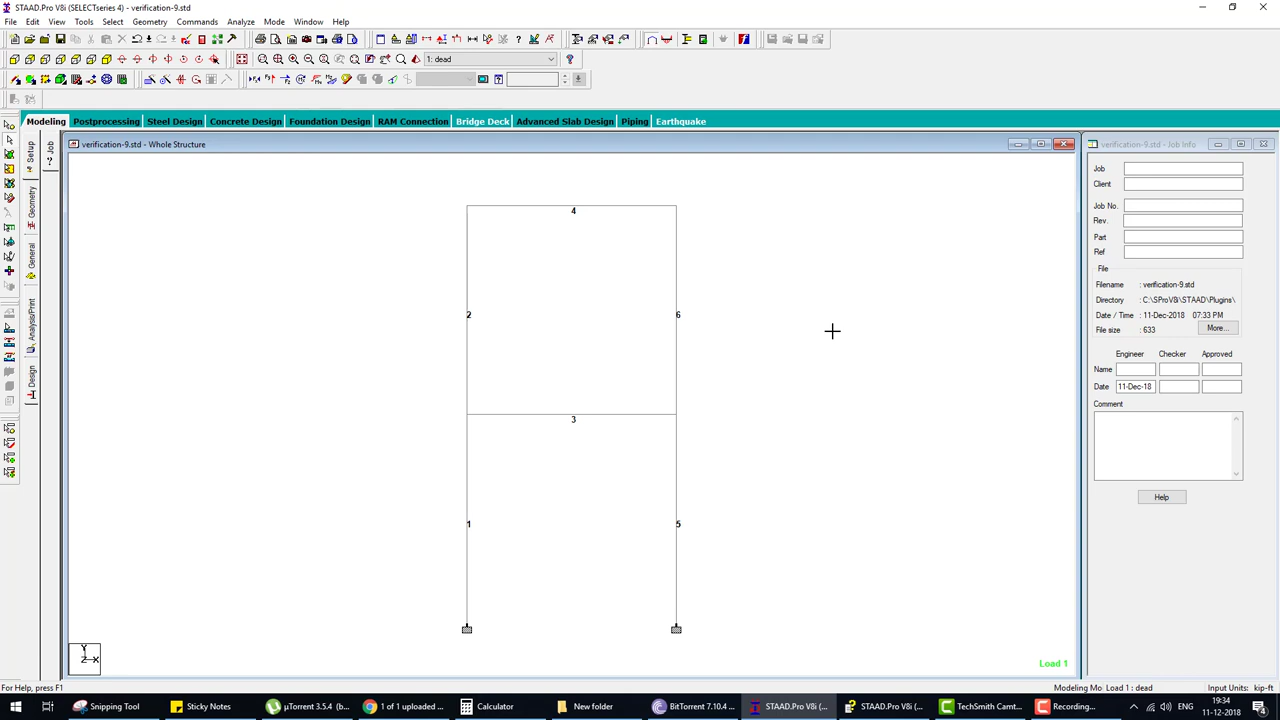 STAAD.Pro V8i (SELECTseries 4) - verification-9.std
File Edit View Tools Select Geometry Commands Analyze Mode Window Help
1: dead
Modeling Postprocessing Steel Design Concrete Design Foundation Design RAM Connection Bridge Deck Advanced Slab Design Piping Earthquake
Setup
Geometry
General
Analysis/Print
Design
Job
verification-9.std - Whole Structure
4
2
6
3
1
5
Y
Z X
Load 1
verification-9.std - Job Info
Job
Client
Job No.
Rev.
Part
Ref
File
Filename : verification-9.std
Directory : C:\SProV8i\STAAD\Plugins\
Date / Time : 11-Dec-2018 07:33 PM
File size : 633
More...
Engineer Checker Approved
Name
Date 11-Dec-18
Comment
Help
For Help, press F1
Modeling Mo Load 1 : dead Input Units: kip-ft
Snipping Tool
Sticky Notes
µTorrent 3.5.4 (b...
1 of 1 uploaded ...
Calculator
New folder
BitTorrent 7.10.4 ...
STAAD.Pro V8i (...
STAAD.Pro V8i (...
TechSmith Camt...
Recording...
ENG
19:34
11-12-2018